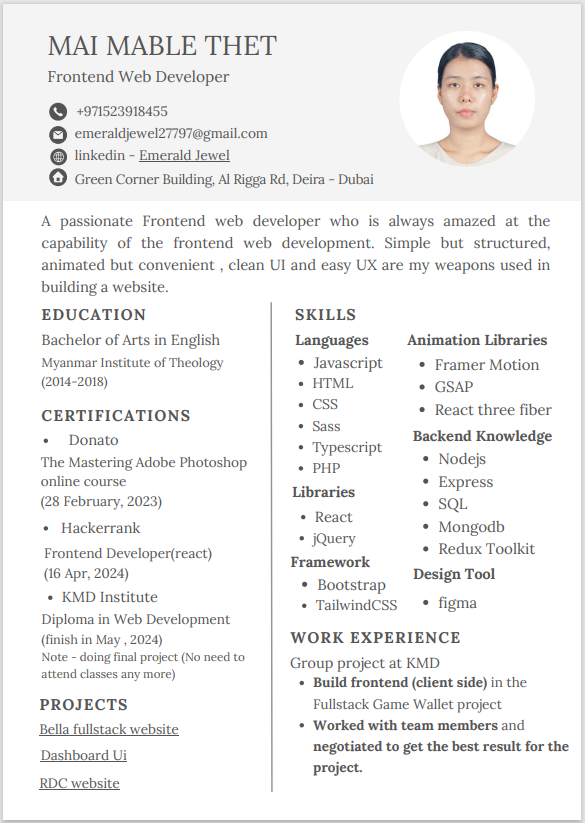 MAI MABLE THET
Frontend Web Developer
+971523918455
emeraldjewel27797@gmail.com
linkedin - Emerald Jewel
Green Corner Building, Al Rigga Rd, Deira - Dubai
A passionate Frontend web developer who is always amazed at the
capability of the frontend web development. Simple but structured,
animated but convenient , clean UI and easy UX are my weapons used in
building a website.
EDUCATION
Bachelor of Arts in English
Myanmar Institute of Theology
(2014-2018)
CERTIFICATIONS
• Donato
The Mastering Adobe Photoshop
online course
(28 February, 2023)
• Hackerrank
Frontend Developer(react)
(16 Apr, 2024)
• KMD Institute
Diploma in Web Development
(finish in May , 2024)
Note - doing final project (No need to
attend classes any more)
PROJECTS
Bella fullstack website
Dashboard Ui
RDC website
SKILLS
Languages
• Javascript
• HTML
• CSS
• Sass
• Typescript
• PHP
Libraries
• React
• jQuery
Framework
• Bootstrap
• TailwindCSS
Animation Libraries
• Framer Motion
• GSAP
• React three fiber
Backend Knowledge
• Nodejs
• Express
• SQL
• Mongodb
• Redux Toolkit
Design Tool
• figma
WORK EXPERIENCE
Group project at KMD
• Build frontend (client side) in the
Fullstack Game Wallet project
• Worked with team members and
negotiated to get the best result for the
project.